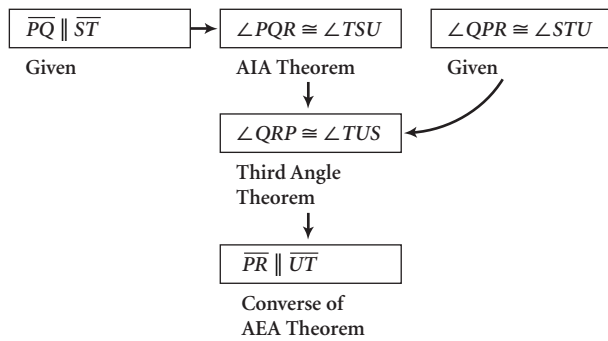 PQ ∥ ST
Given
∠PQR ≅ ∠TSU
AIA Theorem
∠QPR ≅ ∠STU
Given
∠QRP ≅ ∠TUS
Third Angle
Theorem
PR ∥ UT
Converse of
AEA Theorem